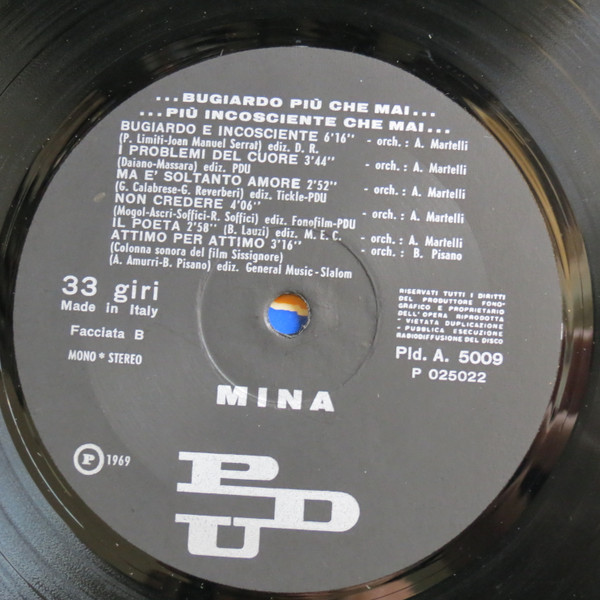 ...BUGIARDO PIÙ CHE MAI...
...PIÙ INCOSCIENTE CHE MAI...
BUGIARDO E INCOSCIENTE 6'16" - orch. : A. Martelli
(P. Limiti-Joan Manuel Serrat) ediz. D. R.
I PROBLEMI DEL CUORE 3'44" - orch. : A. Martelli
(Daiano-Massara) ediz. PDU
MA E' SOLTANTO AMORE 2'52" - orch. : A. Martelli
(G. Calabrese-G. Reverberi) ediz. Tickle-PDU
NON CREDERE 4'06" - orch. : A. Martelli
(Mogol-Ascri-Soffici-R. Soffici) ediz. Fonofilm-PDU
IL POETA 2'58" (B. Lauzi) ediz. M. E. C. - orch. : A. Martelli
ATTIMO PER ATTIMO 3'16" - orch. : B. Pisano
(Colonna sonora del film Sissignore)
(A. Amurri-B. Pisano) ediz. General Music-Slalom
33 giri
Made in Italy
Facciata B
MONO * STEREO
RISERVATI TUTTI I DIRITTI
DEL PRODUTTORE FONO-
GRAFICO E PROPRIETARIO
DELL'OPERA RIPRODOTTA
- VIETATA DUPLICAZIONE
- PUBBLICA ESECUZIONE
RADIODIFFUSIONE DEL DISCO
Pld. A. 5009
P 025022
MINA
P 1969
PDU